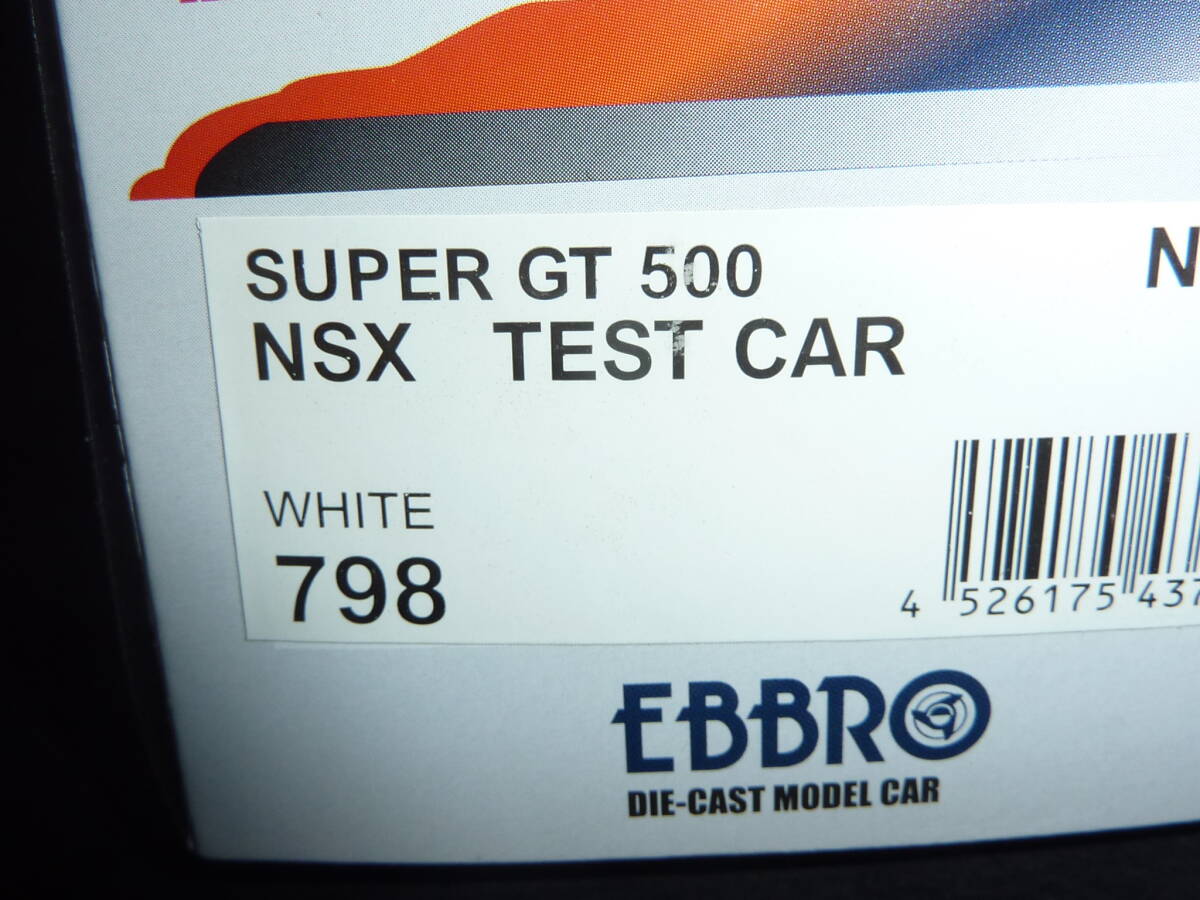 SUPER GT 500 N
NSX TEST CAR
WHITE
798
4 526175 437
EBBRO
DIE-CAST MODEL CAR